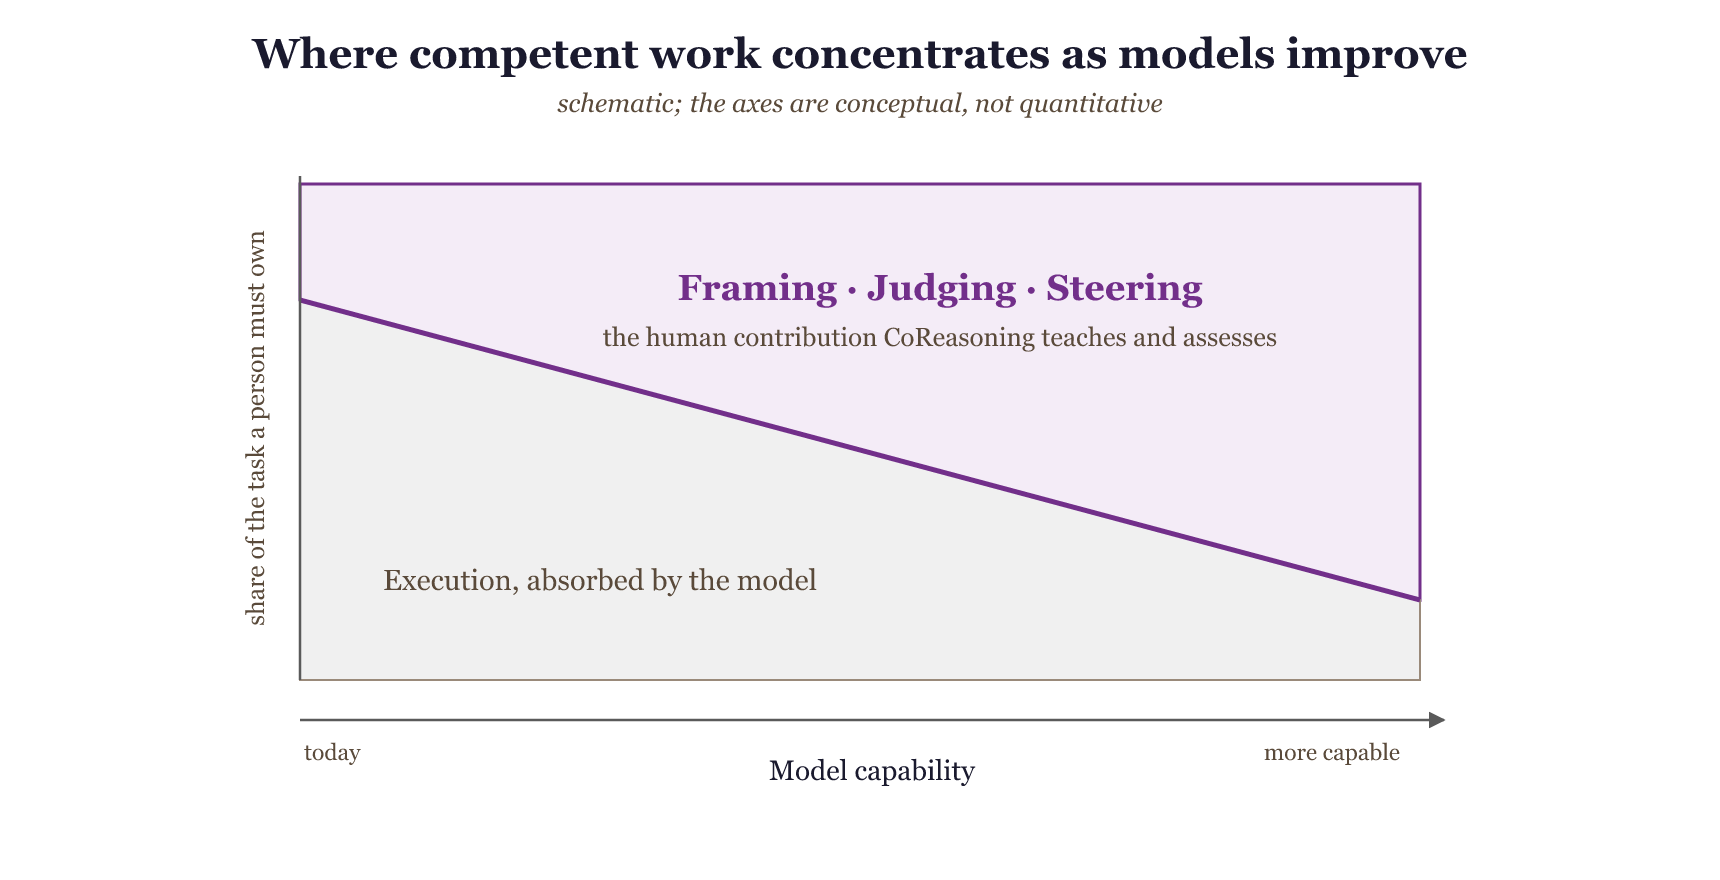 Where competent work concentrates as models improve
schematic; the axes are conceptual, not quantitative
share of the task a person must own
Framing · Judging · Steering
the human contribution CoReasoning teaches and assesses
Execution, absorbed by the model
today
more capable
Model capability